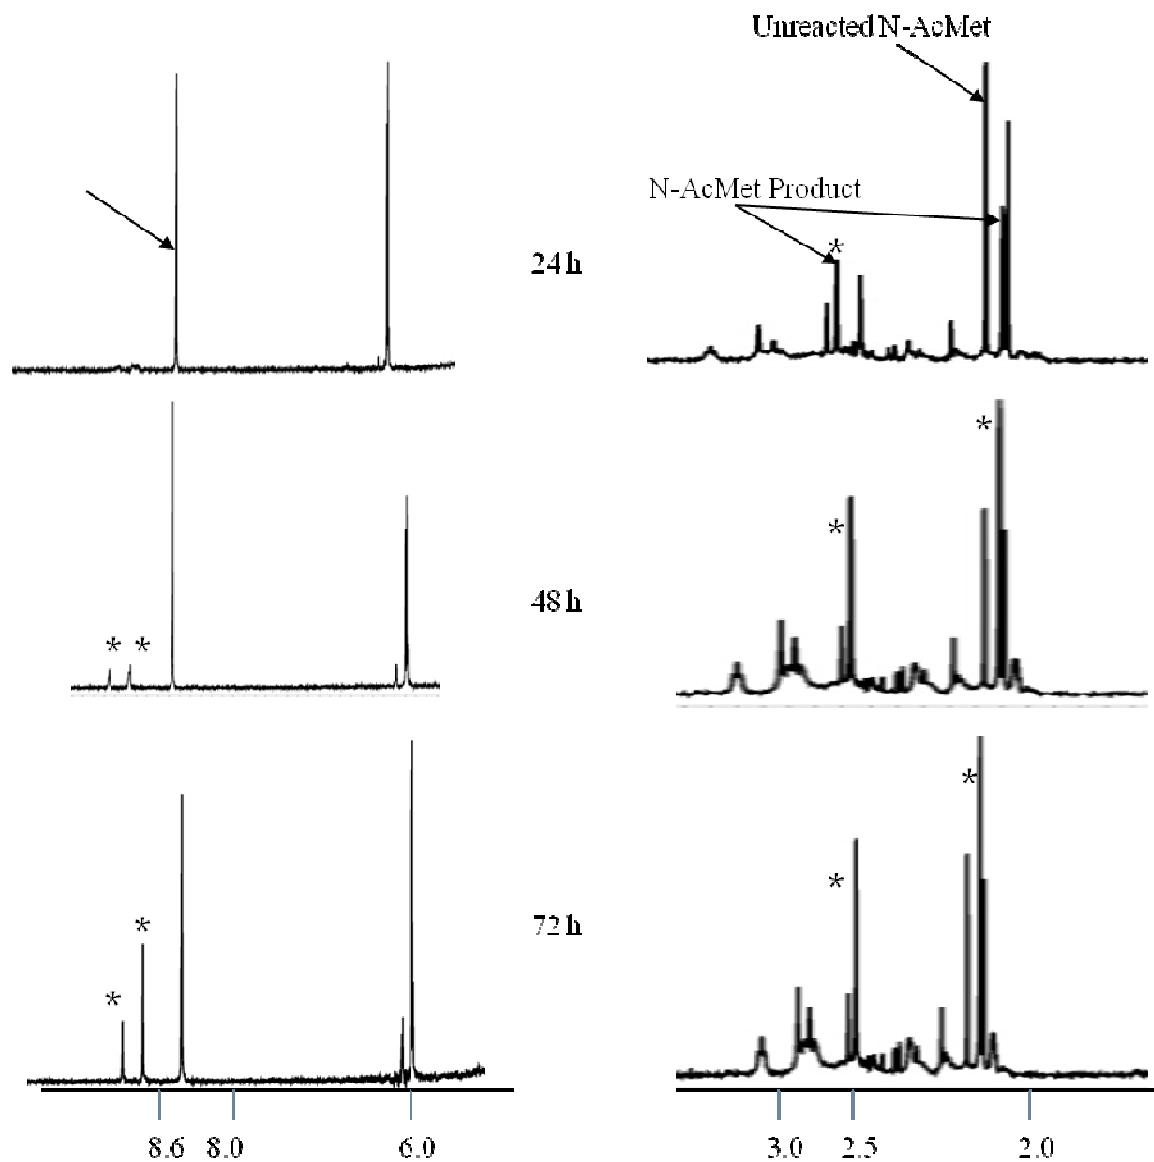 Unreacted N-AcMet
N-AcMet Product
*
24 h
*
*
48 h
* *
*
*
72 h
*
*
8.6 8.0 6.0
3.0 2.5 2.0